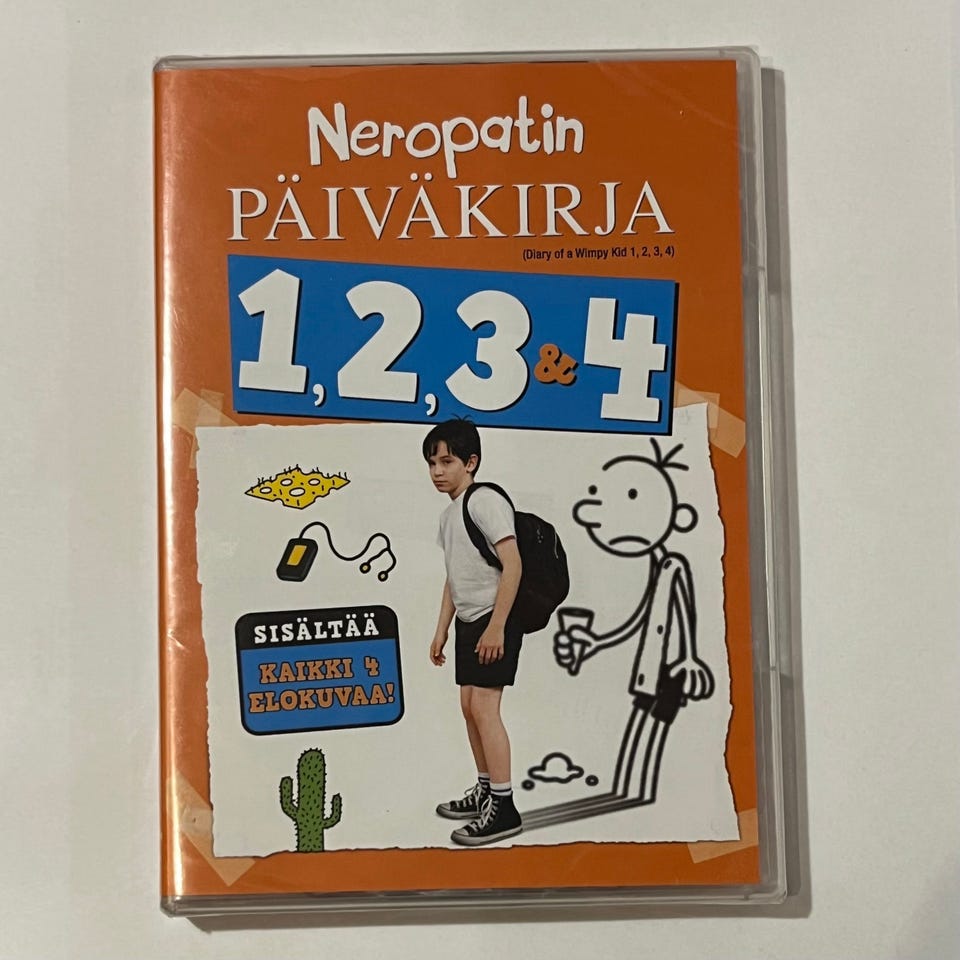 Neropatin
PÄIVÄKIRJA
(Diary of a Wimpy Kid 1, 2, 3, 4)
1, 2, 3 & 4
SISÄLTÄÄ
KAIKKI 4
ELOKUVAA!